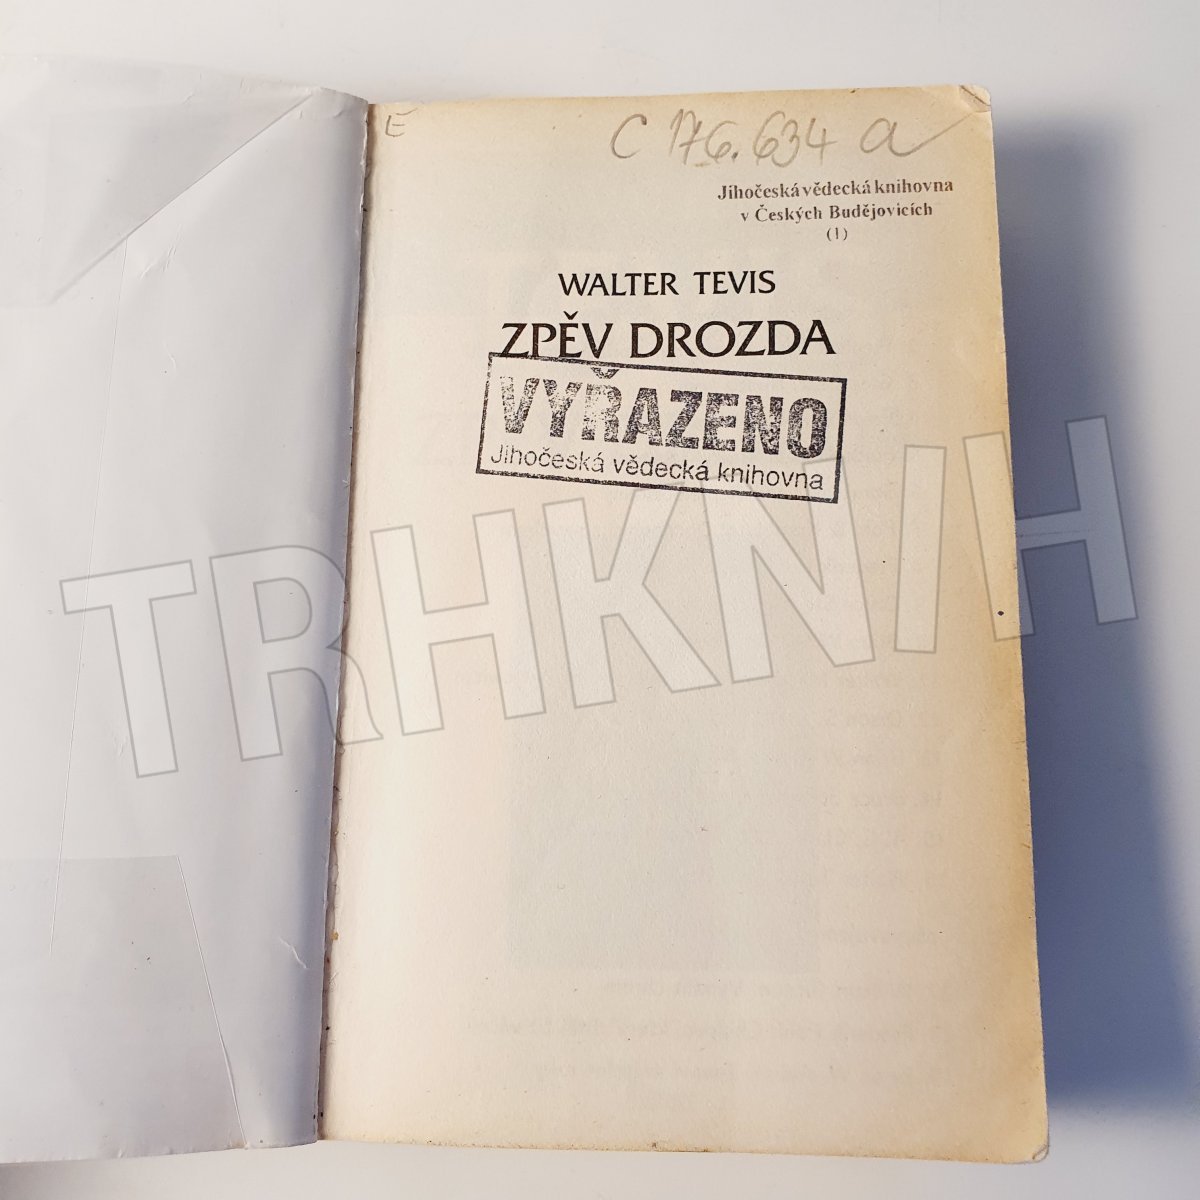 E
C 176.634 a
Jihočeská vědecká knihovna
v Českých Budějovicích
(1)
WALTER TEVIS
ZPĚV DROZDA
VYŘAZENO
Jihočeská vědecká knihovna
TRHKNIH